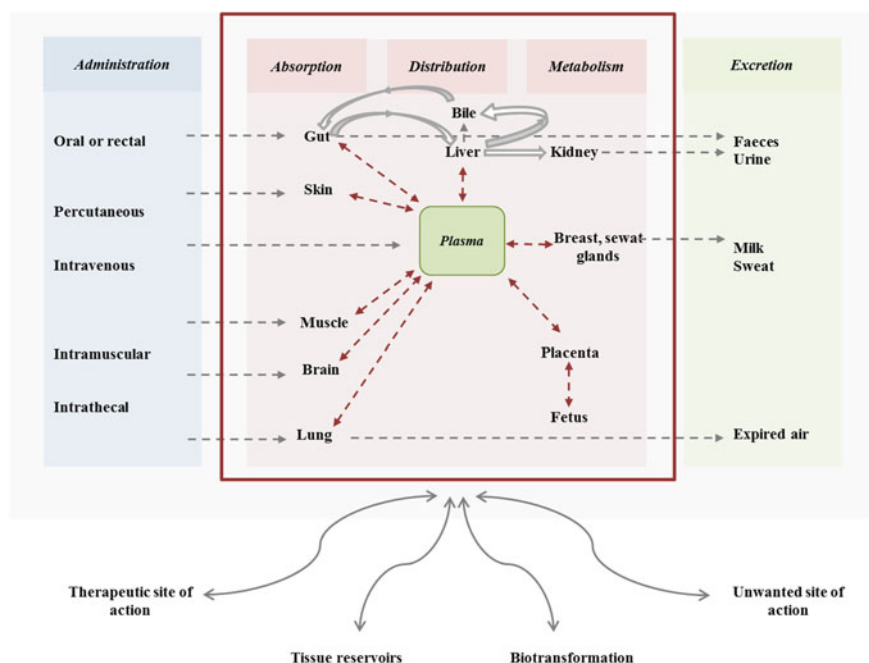 Administration
Absorption
Distribution
Metabolism
Excretion
Oral or rectal
Percutaneous
Intravenous
Intramuscular
Intrathecal
Gut
Skin
Muscle
Brain
Lung
Bile
Liver
Kidney
Plasma
Breast, sewat
glands
Placenta
Fetus
Faeces
Urine
Milk
Sweat
Expired air
Therapeutic site of
action
Tissue reservoirs
Biotransformation
Unwanted site of
action